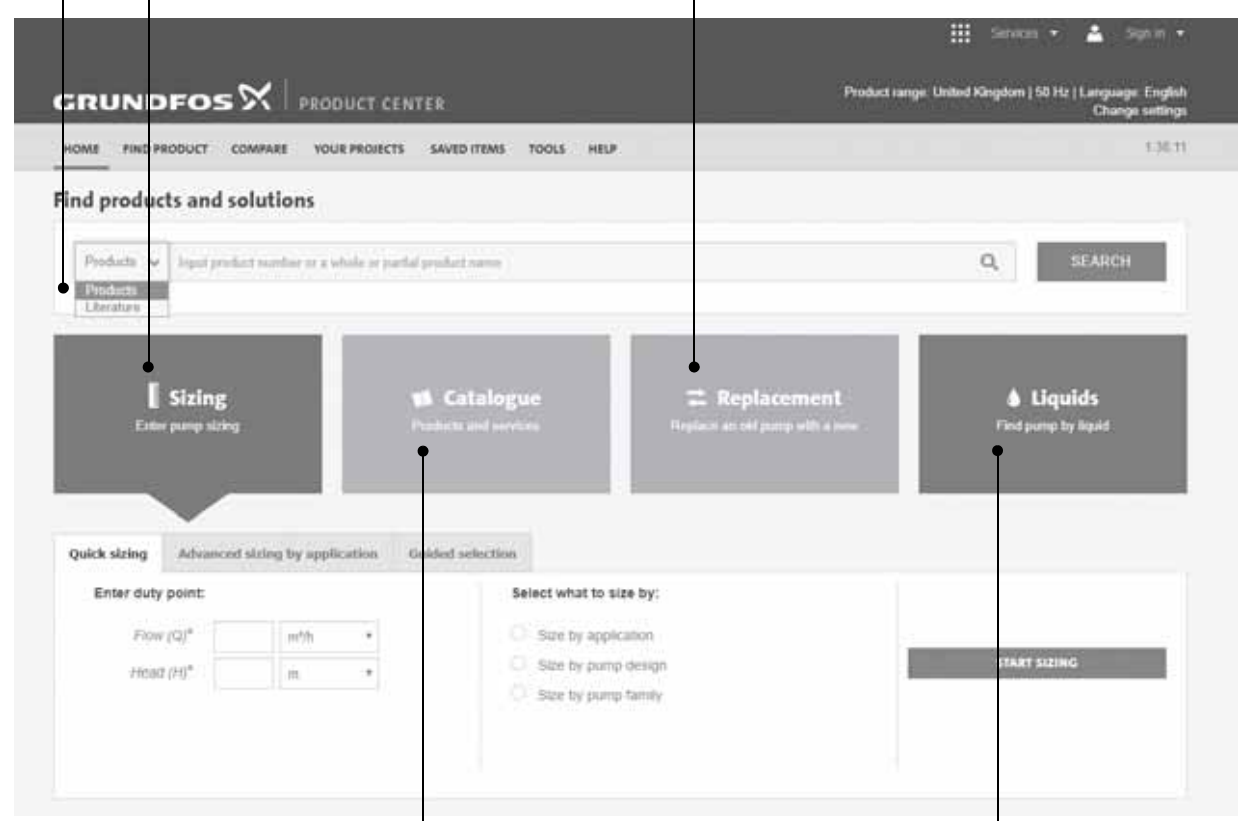 Services
Sign in
GRUNDFOS PRODUCT CENTER
Product range: United Kingdom | 50 Hz | Language: English
Change settings
HOME FIND PRODUCT COMPARE YOUR PROJECTS SAVED ITEMS TOOLS HELP
Find products and solutions
Products Input product number or a whole or partial product name
SEARCH
Products
Literature
Sizing
Enter pump sizing
Catalogue
Products and services
Replacement
Replace an old pump with a new
Liquids
Find pump by liquid
Quick sizing Advanced sizing by application Guided selection
Enter duty point:
Flow (Q)* m³/h
Head (H)* m
Select what to size by:
Size by application
Size by pump design
Size by pump family
START SIZING